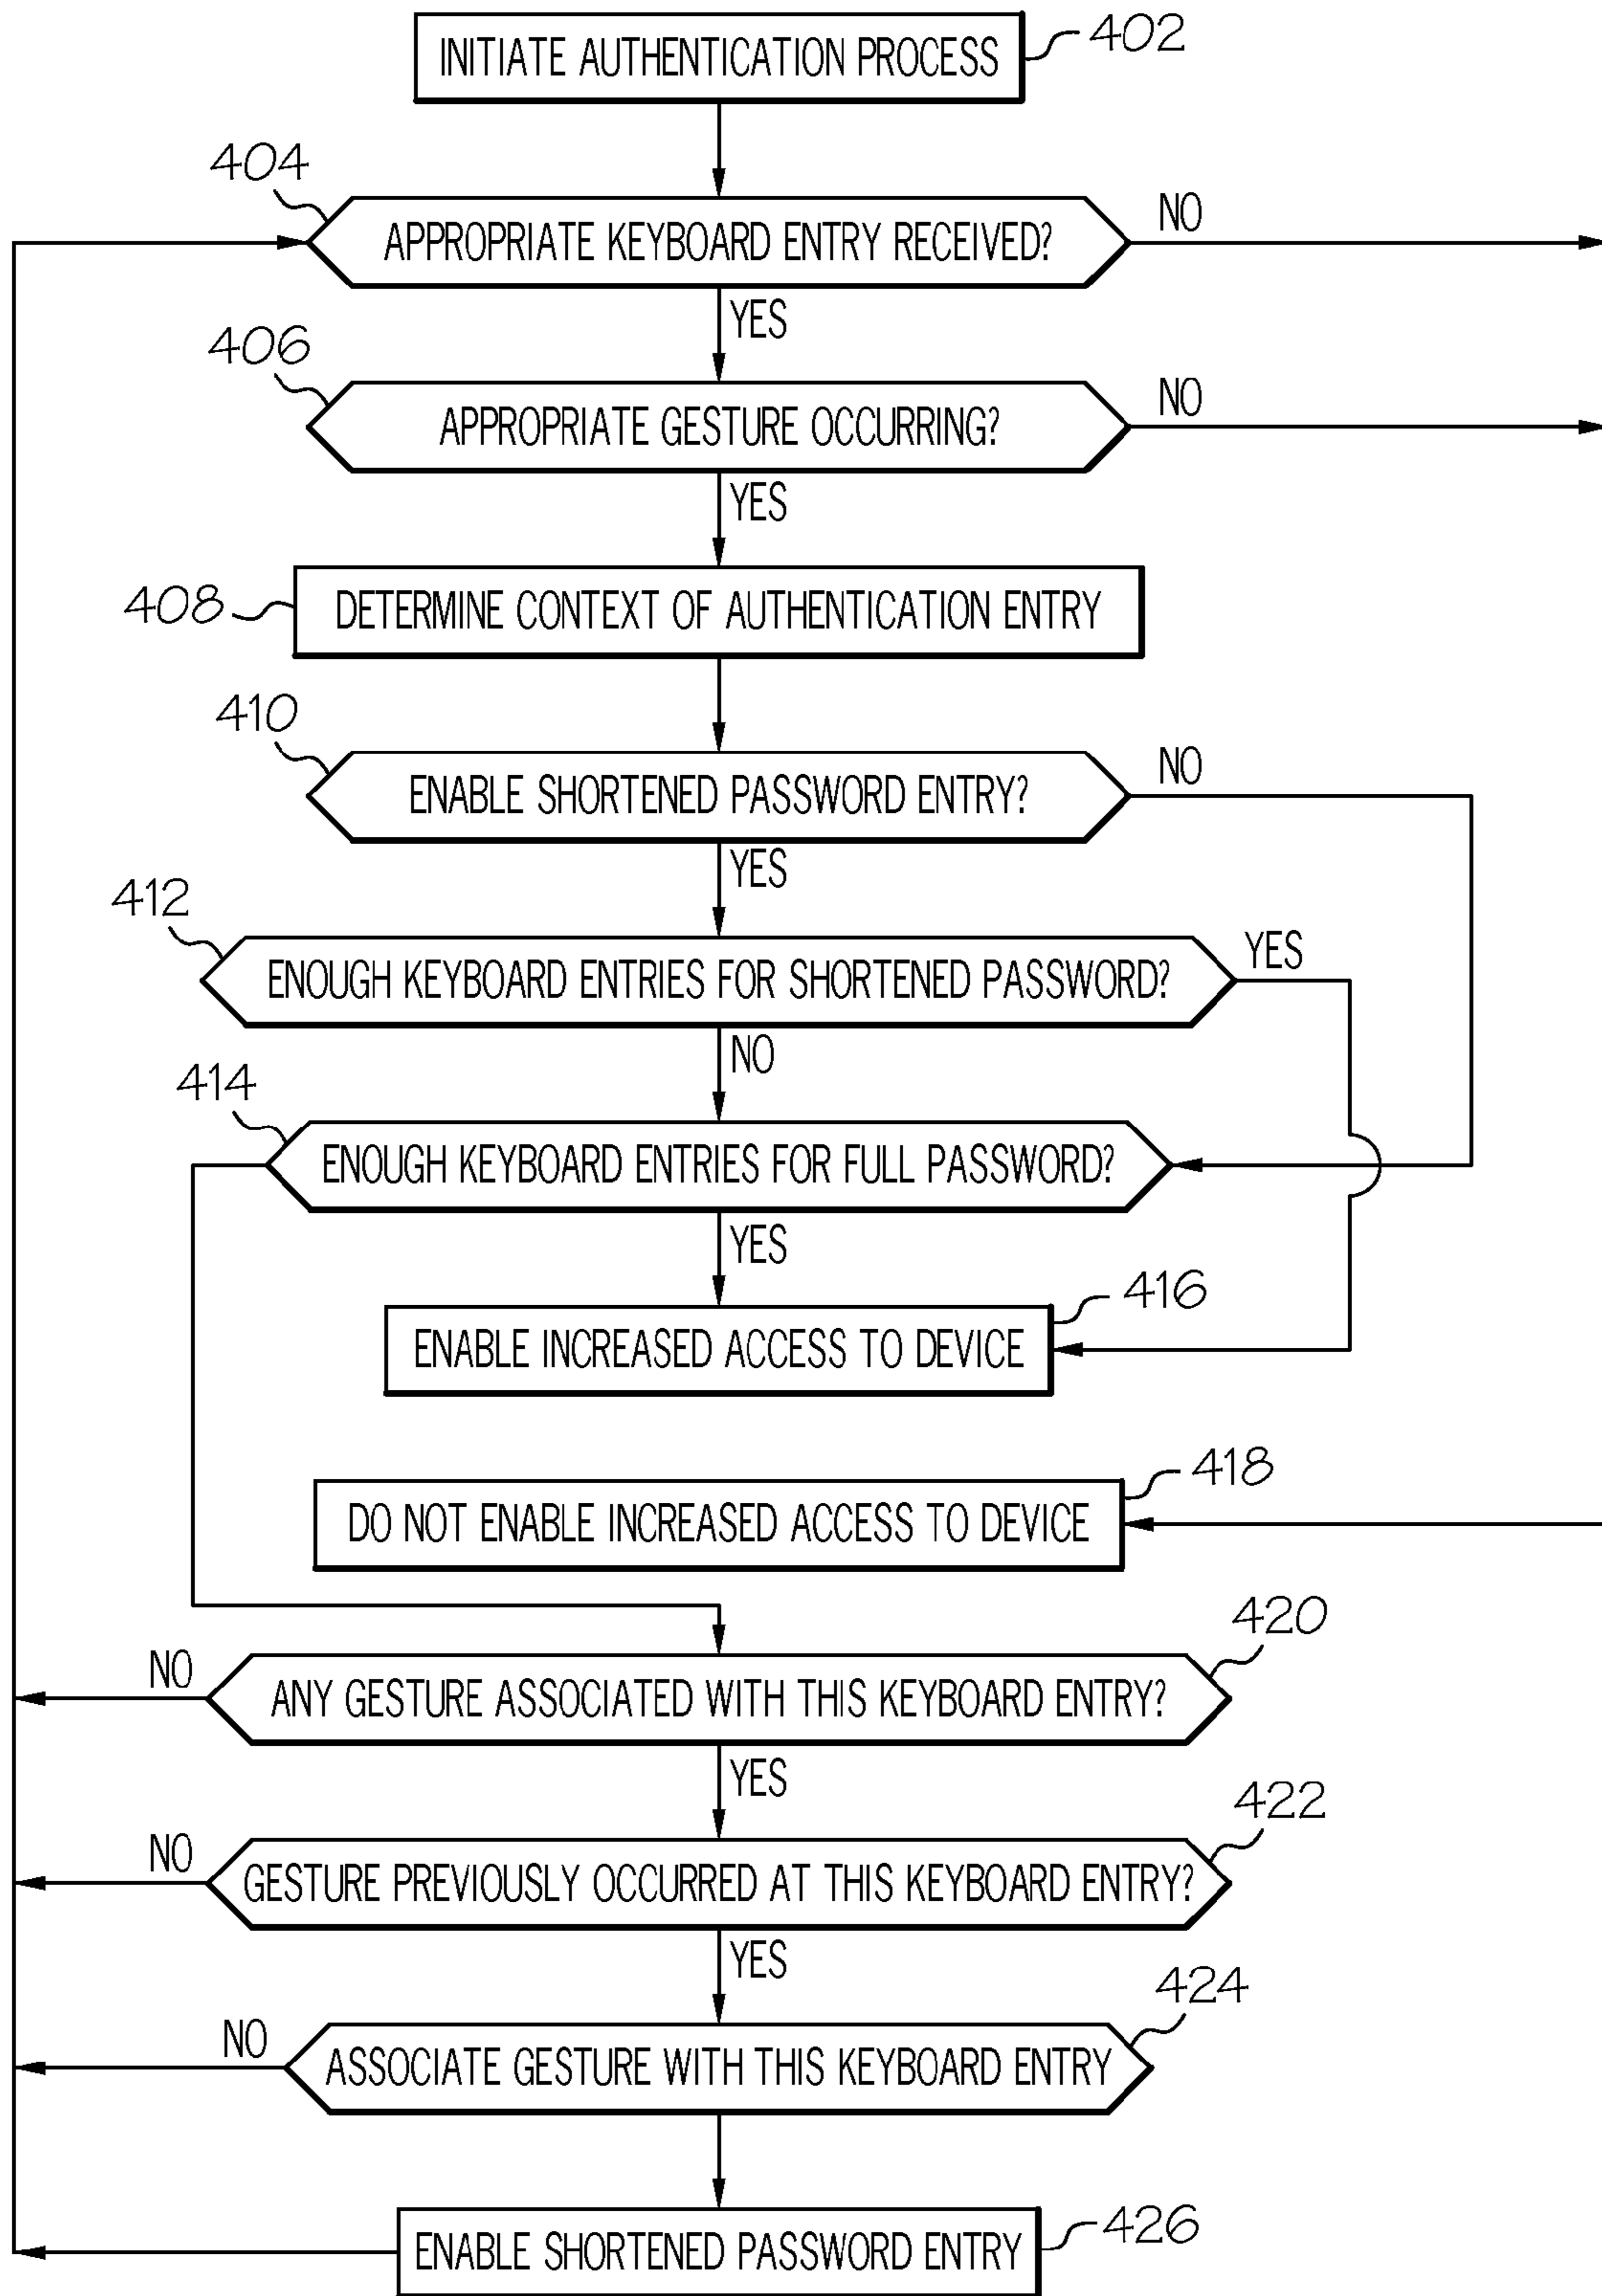 INITIATE AUTHENTICATION PROCESS
402
404
APPROPRIATE KEYBOARD ENTRY RECEIVED?
NO
YES
406
APPROPRIATE GESTURE OCCURRING?
NO
YES
408
DETERMINE CONTEXT OF AUTHENTICATION ENTRY
410
ENABLE SHORTENED PASSWORD ENTRY?
NO
YES
412
ENOUGH KEYBOARD ENTRIES FOR SHORTENED PASSWORD?
YES
NO
414
ENOUGH KEYBOARD ENTRIES FOR FULL PASSWORD?
YES
416
ENABLE INCREASED ACCESS TO DEVICE
418
DO NOT ENABLE INCREASED ACCESS TO DEVICE
420
NO
ANY GESTURE ASSOCIATED WITH THIS KEYBOARD ENTRY?
YES
422
NO
GESTURE PREVIOUSLY OCCURRED AT THIS KEYBOARD ENTRY?
YES
424
NO
ASSOCIATE GESTURE WITH THIS KEYBOARD ENTRY
ENABLE SHORTENED PASSWORD ENTRY
426